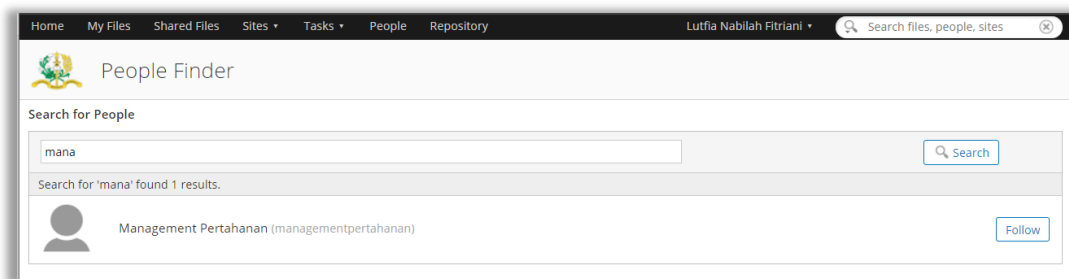 Home My Files Shared Files Sites Tasks People Repository Lutfia Nabilah Fitriani Search files, people, sites
People Finder
Search for People
mana Search
Search for 'mana' found 1 results.
Management Pertahanan (managementpertahanan) Follow